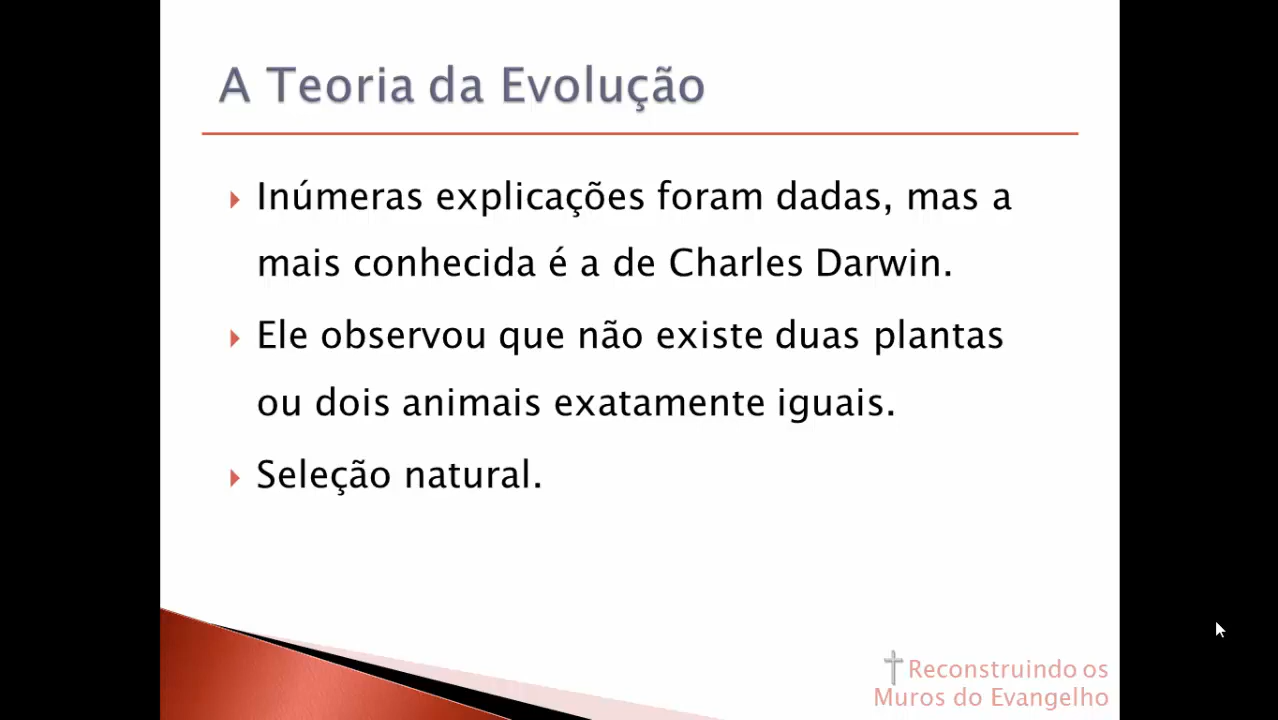 A Teoria da Evolução
Inúmeras explicações foram dadas, mas a
mais conhecida é a de Charles Darwin.
Ele observou que não existe duas plantas
ou dois animais exatamente iguais.
Seleção natural.
Reconstruindo os
Muros do Evangelho